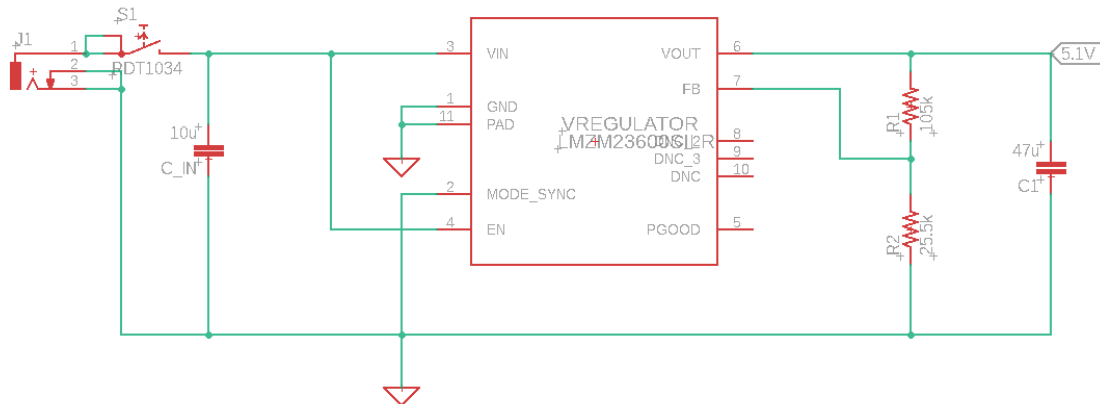 S1
J1
1
2
3
RDT1034
10u
C_IN
3
VIN
1
GND
11
PAD
2
MODE_SYNC
4
EN
VREGULATOR
VOUT
6
FB
7
8
DNC_3
9
DNC
10
PGOOD
5
R1
105k
R2
25.5k
47u
C1
5.1V